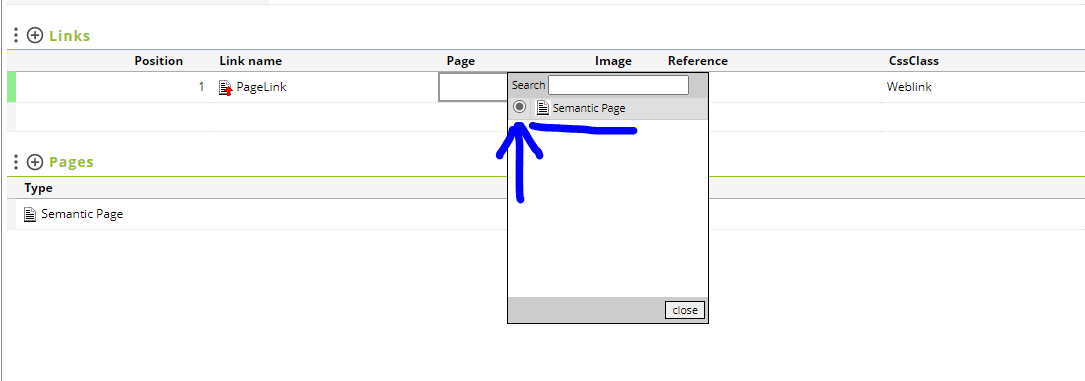 Links
Position Link name Page Image Reference CssClass
1 PageLink Weblink
Search
Semantic Page
Pages
Type
Semantic Page
close